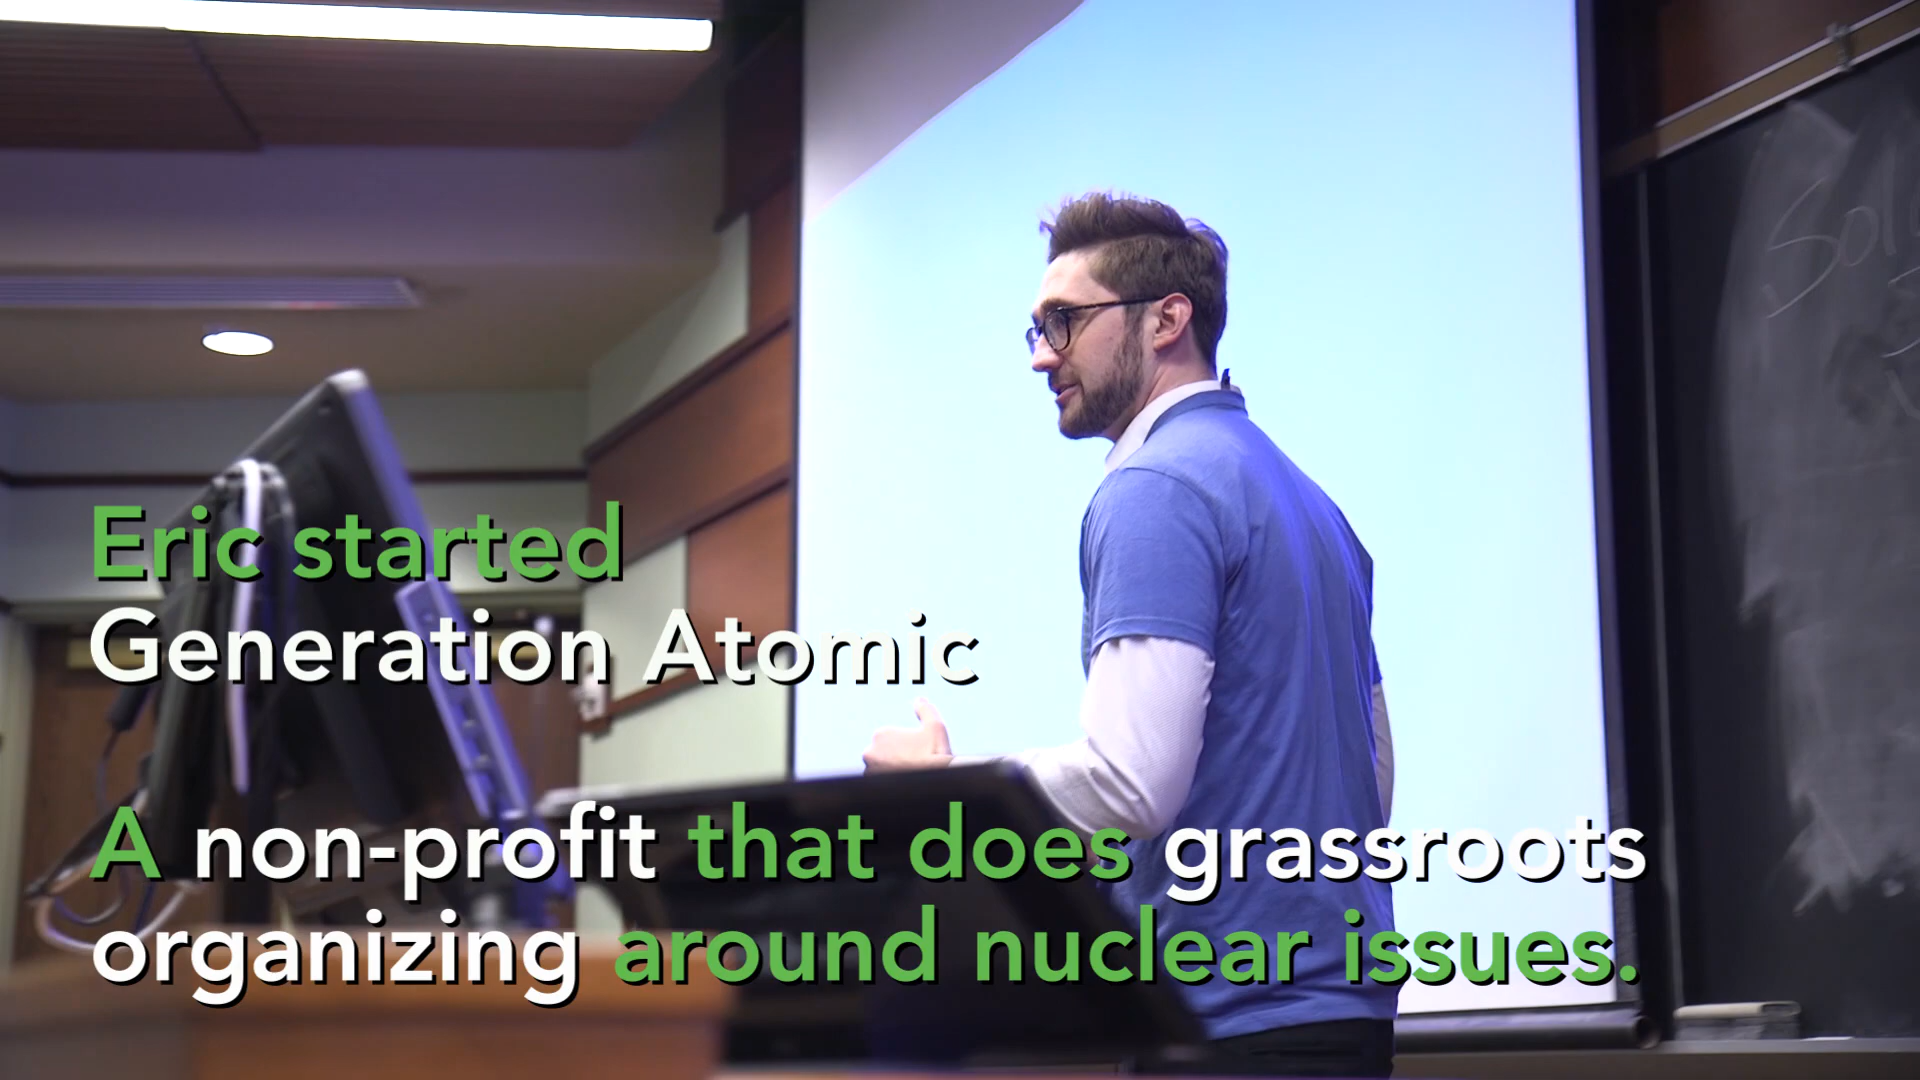 Eric started
Generation Atomic
A non-profit that does grassroots
organizing around nuclear issues.